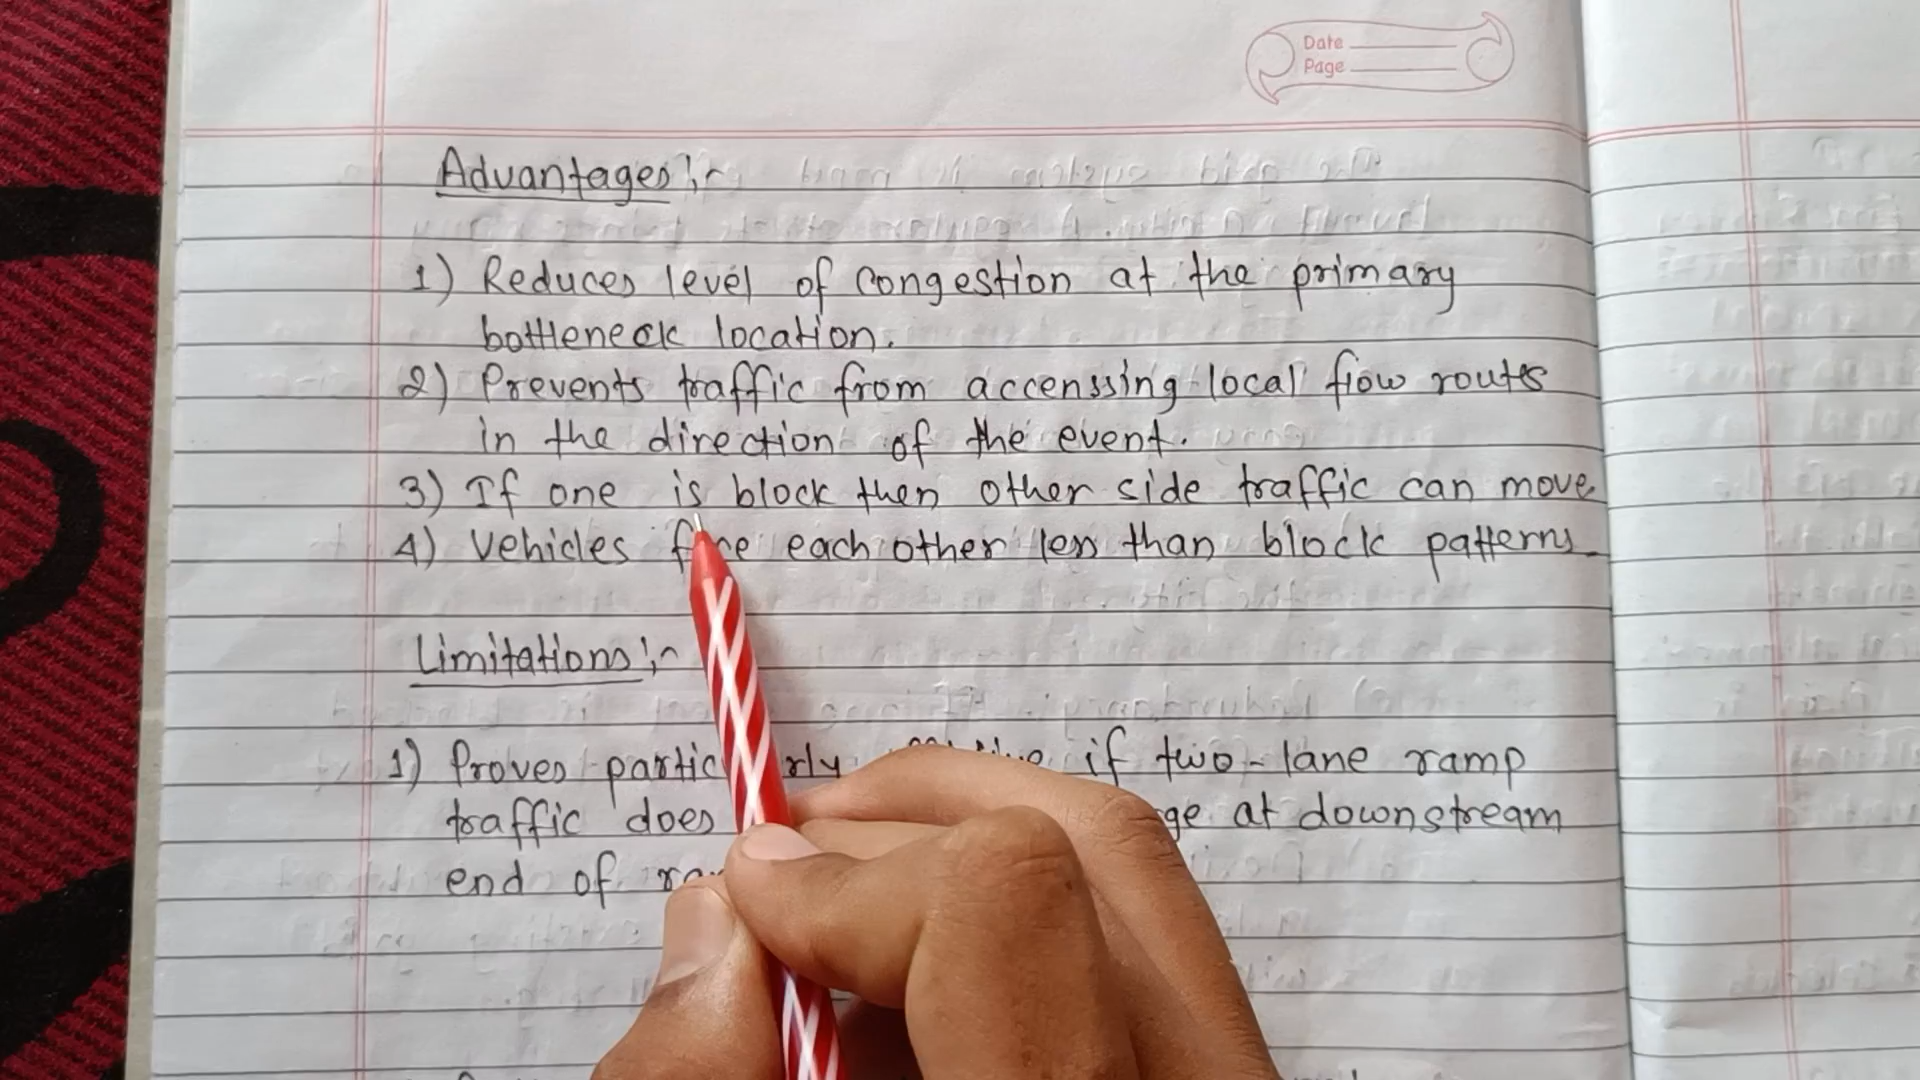 Date
Page
Advantages :-
1) Reduces level of congestion at the primary
bottleneck location.
2) Prevents traffic from accenssing local flow routes
in the direction of the event.
3) If one is block then other side traffic can move
4) Vehicles face each other less than block patterns
Limitations :-
1) Proves if two-lane ramp
traffic does at downstream
end of